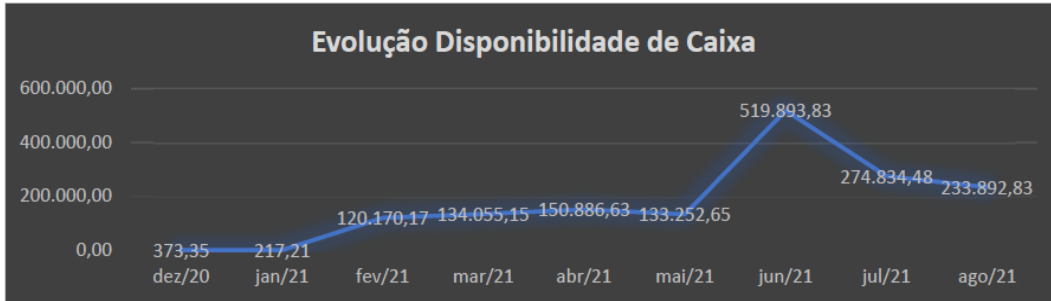 Evolução Disponibilidade de Caixa
600.000,00
519.893,83
400.000,00
274.834,48
233.892,83
200.000,00
120.170,17 134.055,15 150.886,63 133.252,65
0,00 373,35 217,21
dez/20 jan/21 fev/21 mar/21 abr/21 mai/21 jun/21 jul/21 ago/21